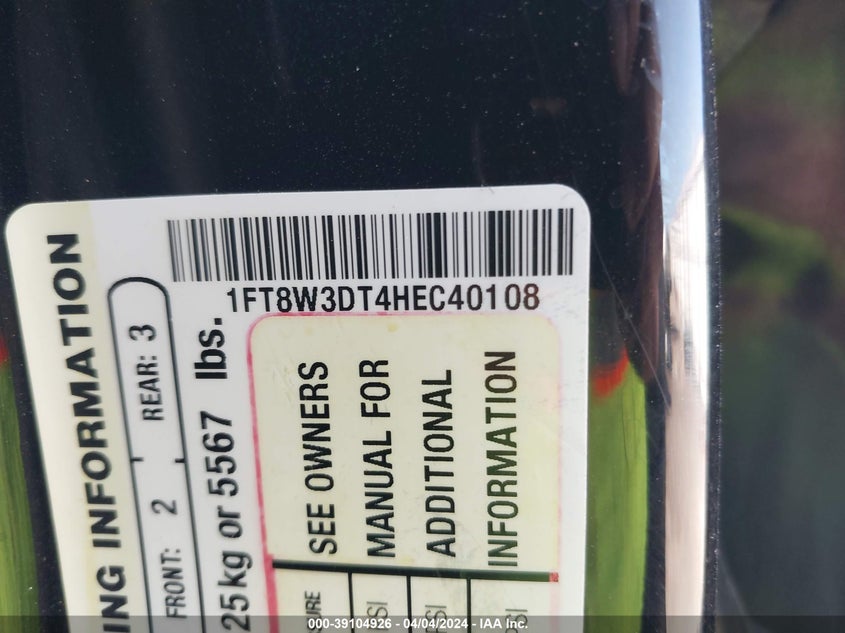 1FT8W3DT4HEC40108
ING INFORMATION
FRONT: 2 REAR: 3
25 kg or 5567 lbs.
SEE OWNERS
MANUAL FOR
ADDITIONAL
INFORMATION
000-39104926 - 04/04/2024 - IAA Inc.